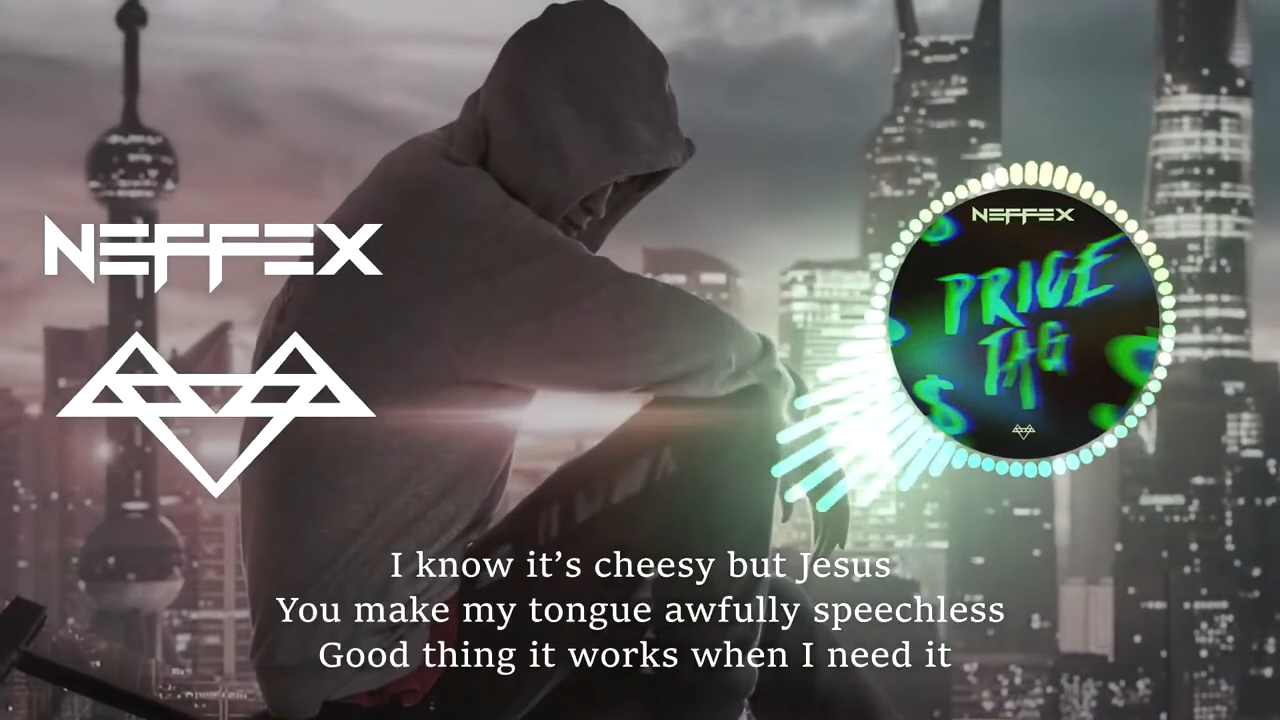 NEFFEX
NEFFEX
PRICE
TAG
I know it’s cheesy but Jesus
You make my tongue awfully speechless
Good thing it works when I need it